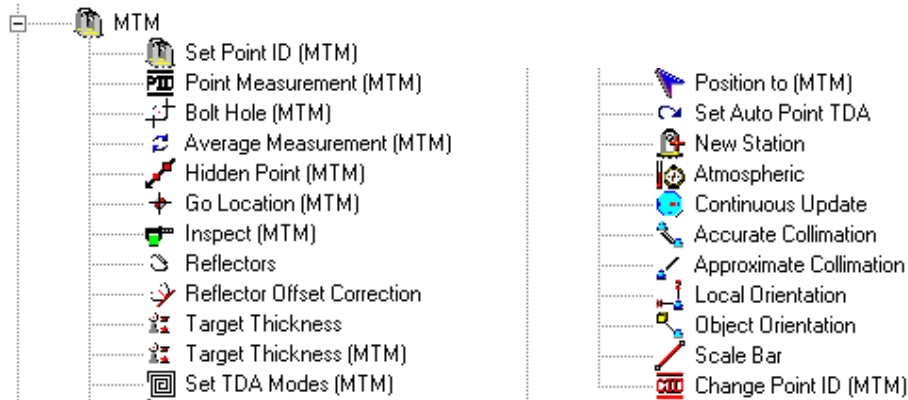 MTM
Set Point ID (MTM)
Point Measurement (MTM)
Bolt Hole (MTM)
Average Measurement (MTM)
Hidden Point (MTM)
Go Location (MTM)
Inspect (MTM)
Reflectors
Reflector Offset Correction
Target Thickness
Target Thickness (MTM)
Set TDA Modes (MTM)
Position to (MTM)
Set Auto Point TDA
New Station
Atmospheric
Continuous Update
Accurate Collimation
Approximate Collimation
Local Orientation
Object Orientation
Scale Bar
Change Point ID (MTM)